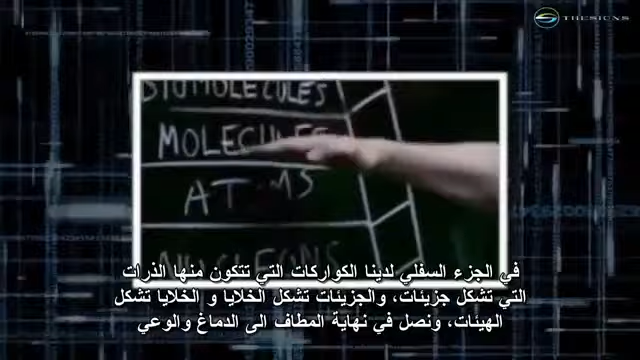 THESIGNS
BIOMOLECULES
MOLECULES
ATOMS
NUCLEONS
في الجزء السفلي لدينا الكواركات التي تتكون منها الذرات
التي تشكل جزيئات، والجزيئات تشكل الخلايا و الخلايا تشكل
الهيئات، ونصل في نهاية المطاف الى الدماغ والوعي